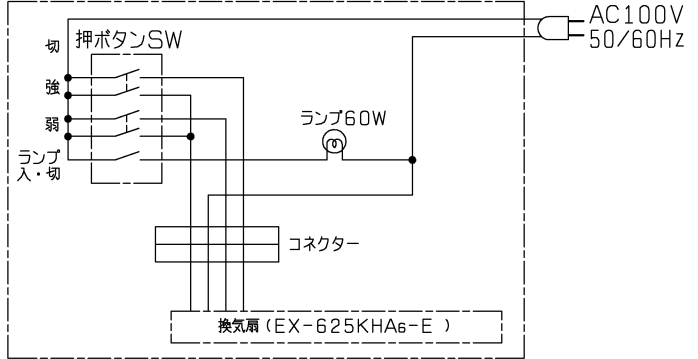 AC100V
50/60Hz
押ボタンSW
切
強
弱
ランプ
入・切
ランプ60W
コネクター
換気扇(EX-625KHA6-E )